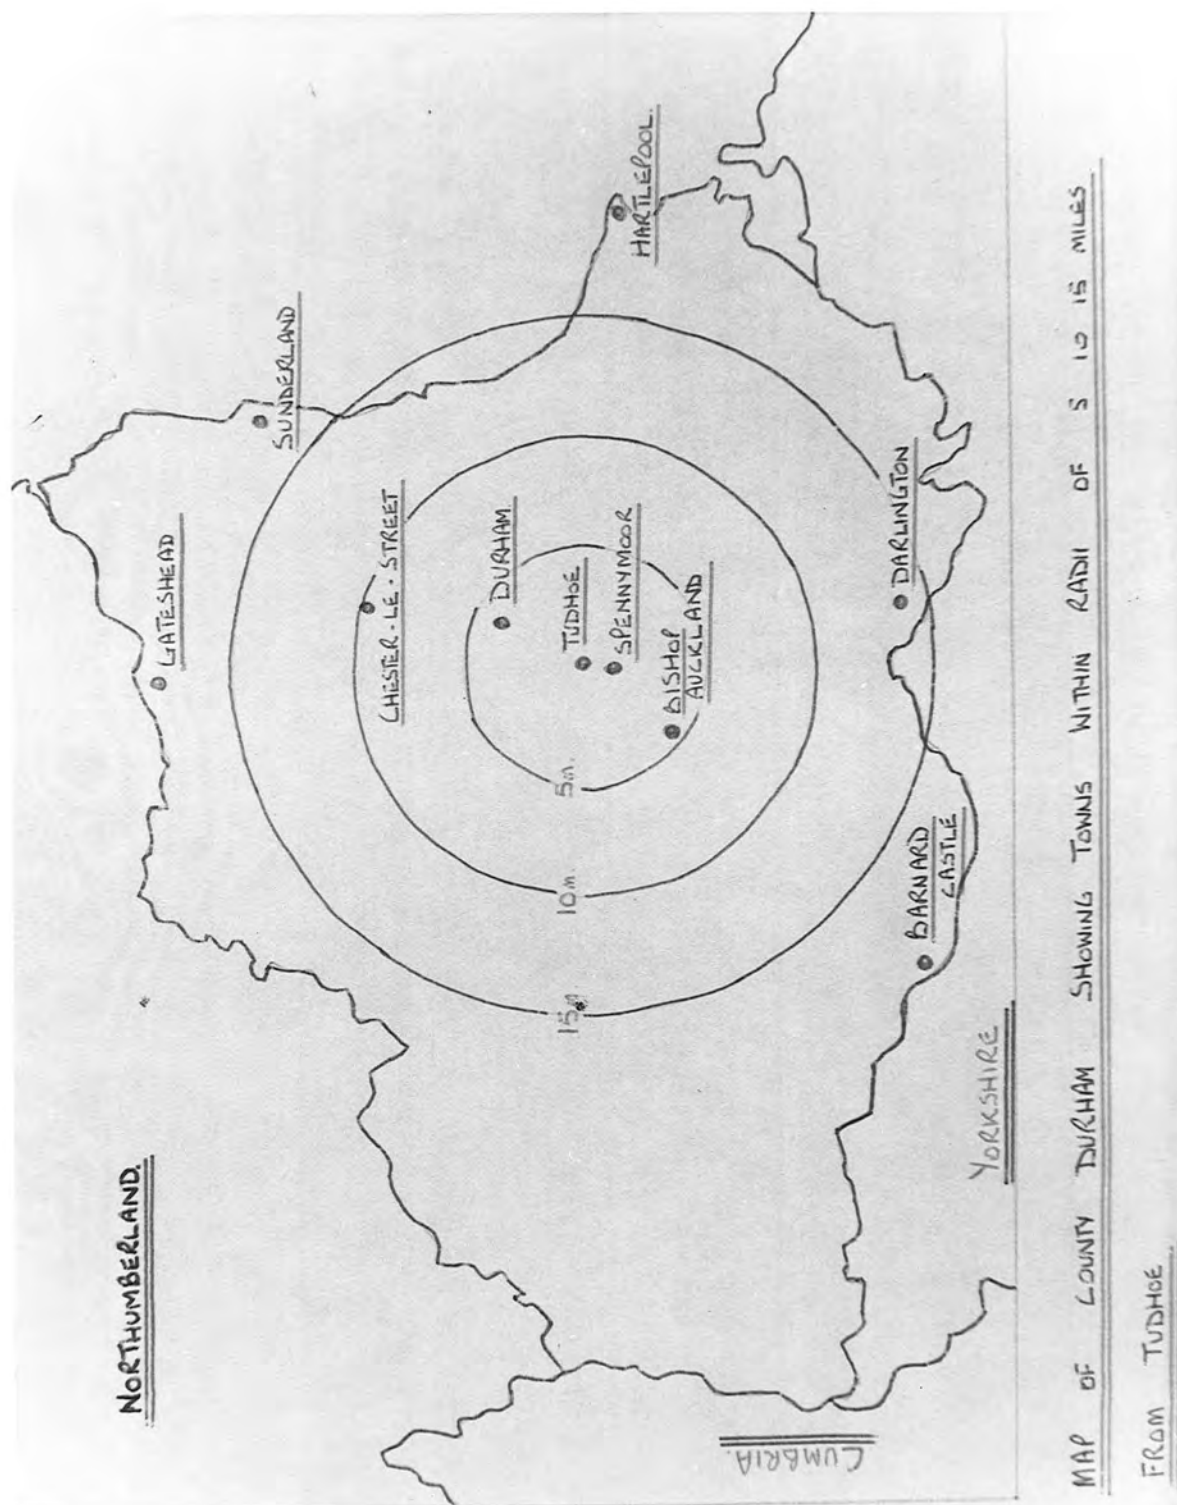 NORTHUMBERLAND.
GATESHEAD
SUNDERLAND
CHESTER-LE-STREET
DURHAM.
TUDHOE
SPENNYMOOR
BISHOP
AUCKLAND
HARTLEPOOL.
5m.
10m
15m
DARLINGTON
BARNARD
CASTLE
YORKSHIRE
CUMBRIA.
MAP OF COUNTY DURHAM SHOWING TOWNS WITHIN RADII OF 5 10 15 MILES
FROM TUDHOE